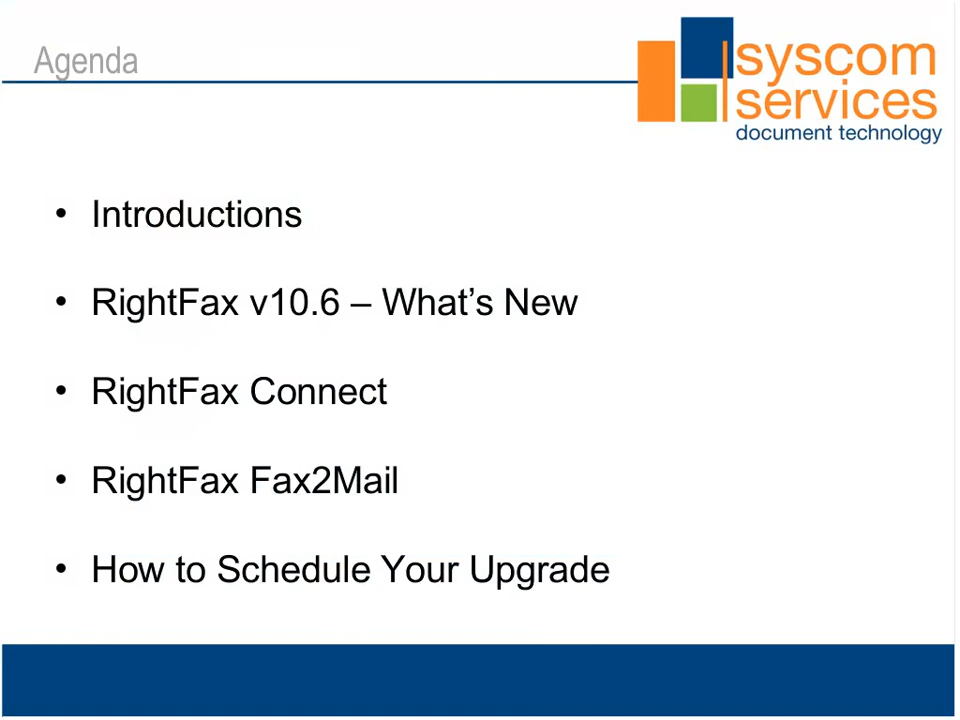 Agenda
syscom
services
document technology
• Introductions
• RightFax v10.6 – What's New
• RightFax Connect
• RightFax Fax2Mail
• How to Schedule Your Upgrade